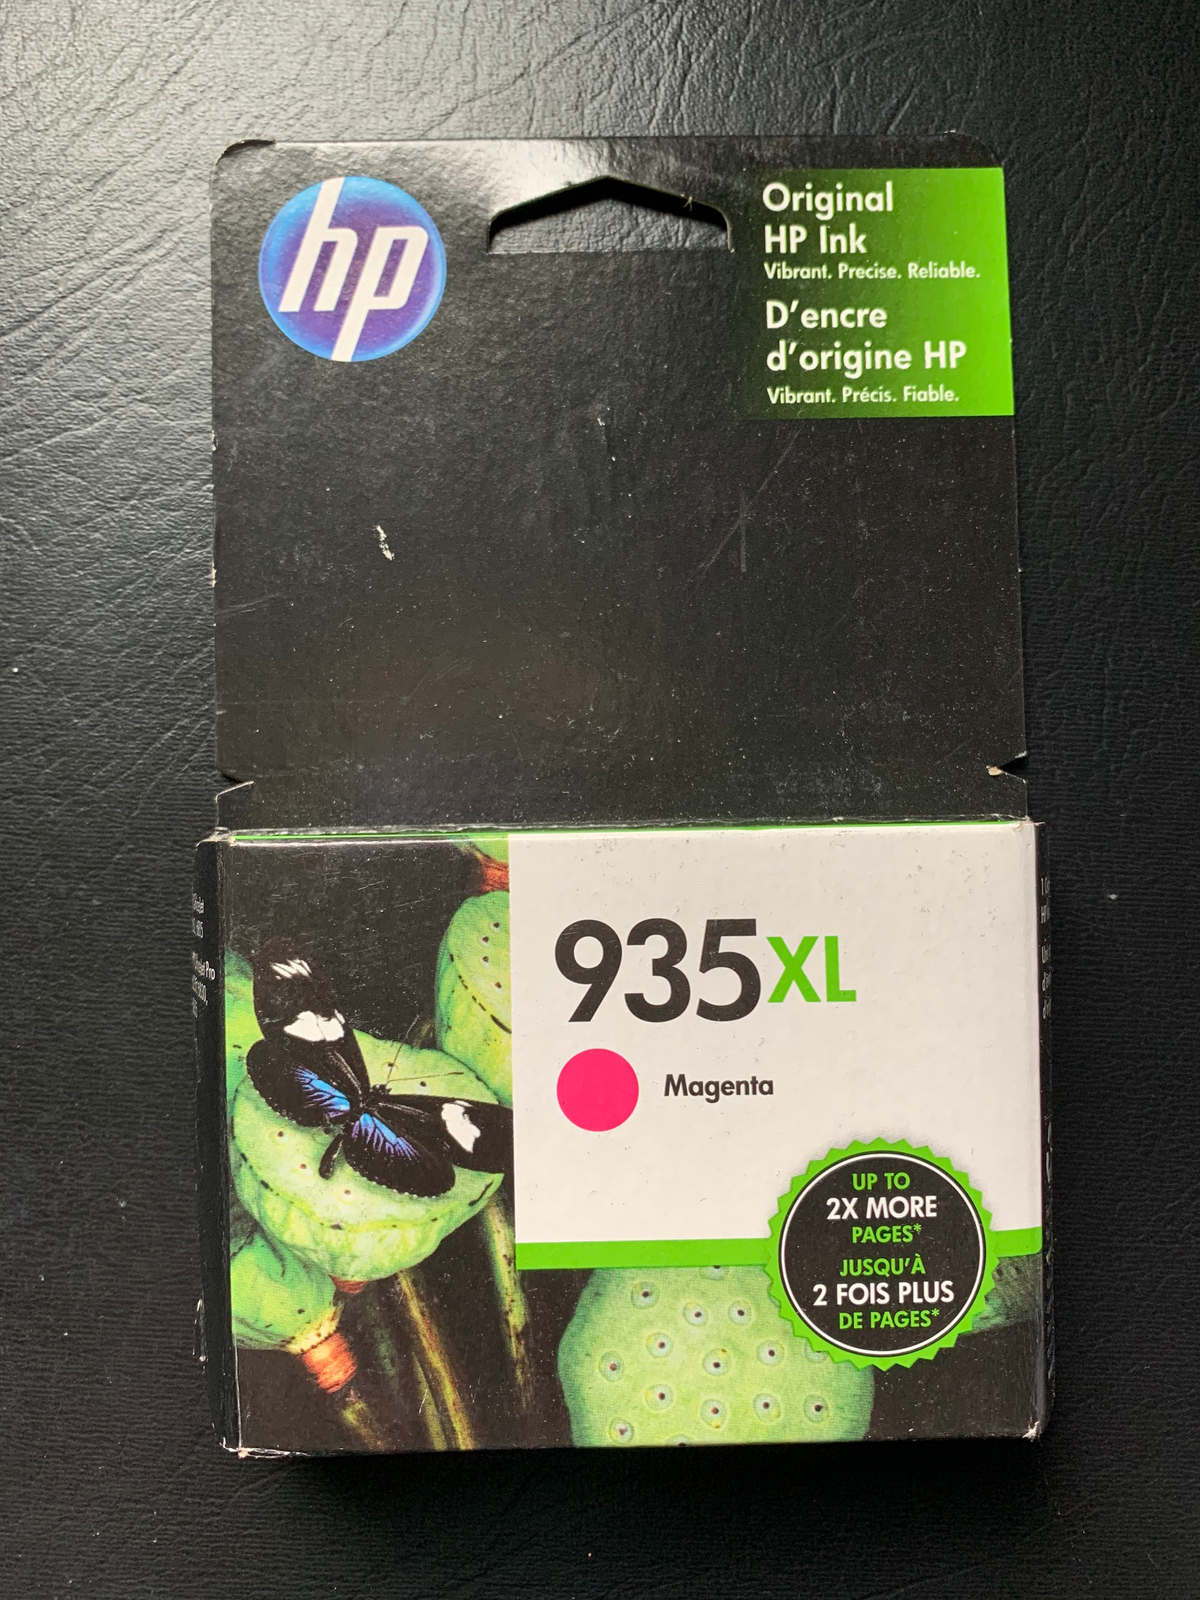 hp
Original
HP Ink
Vibrant. Precise. Reliable.
D'encre
d'origine HP
Vibrant. Précis. Fiable.
935XL
Magenta
UP TO
2X MORE
PAGES*
JUSQU'À
2 FOIS PLUS
DE PAGES*